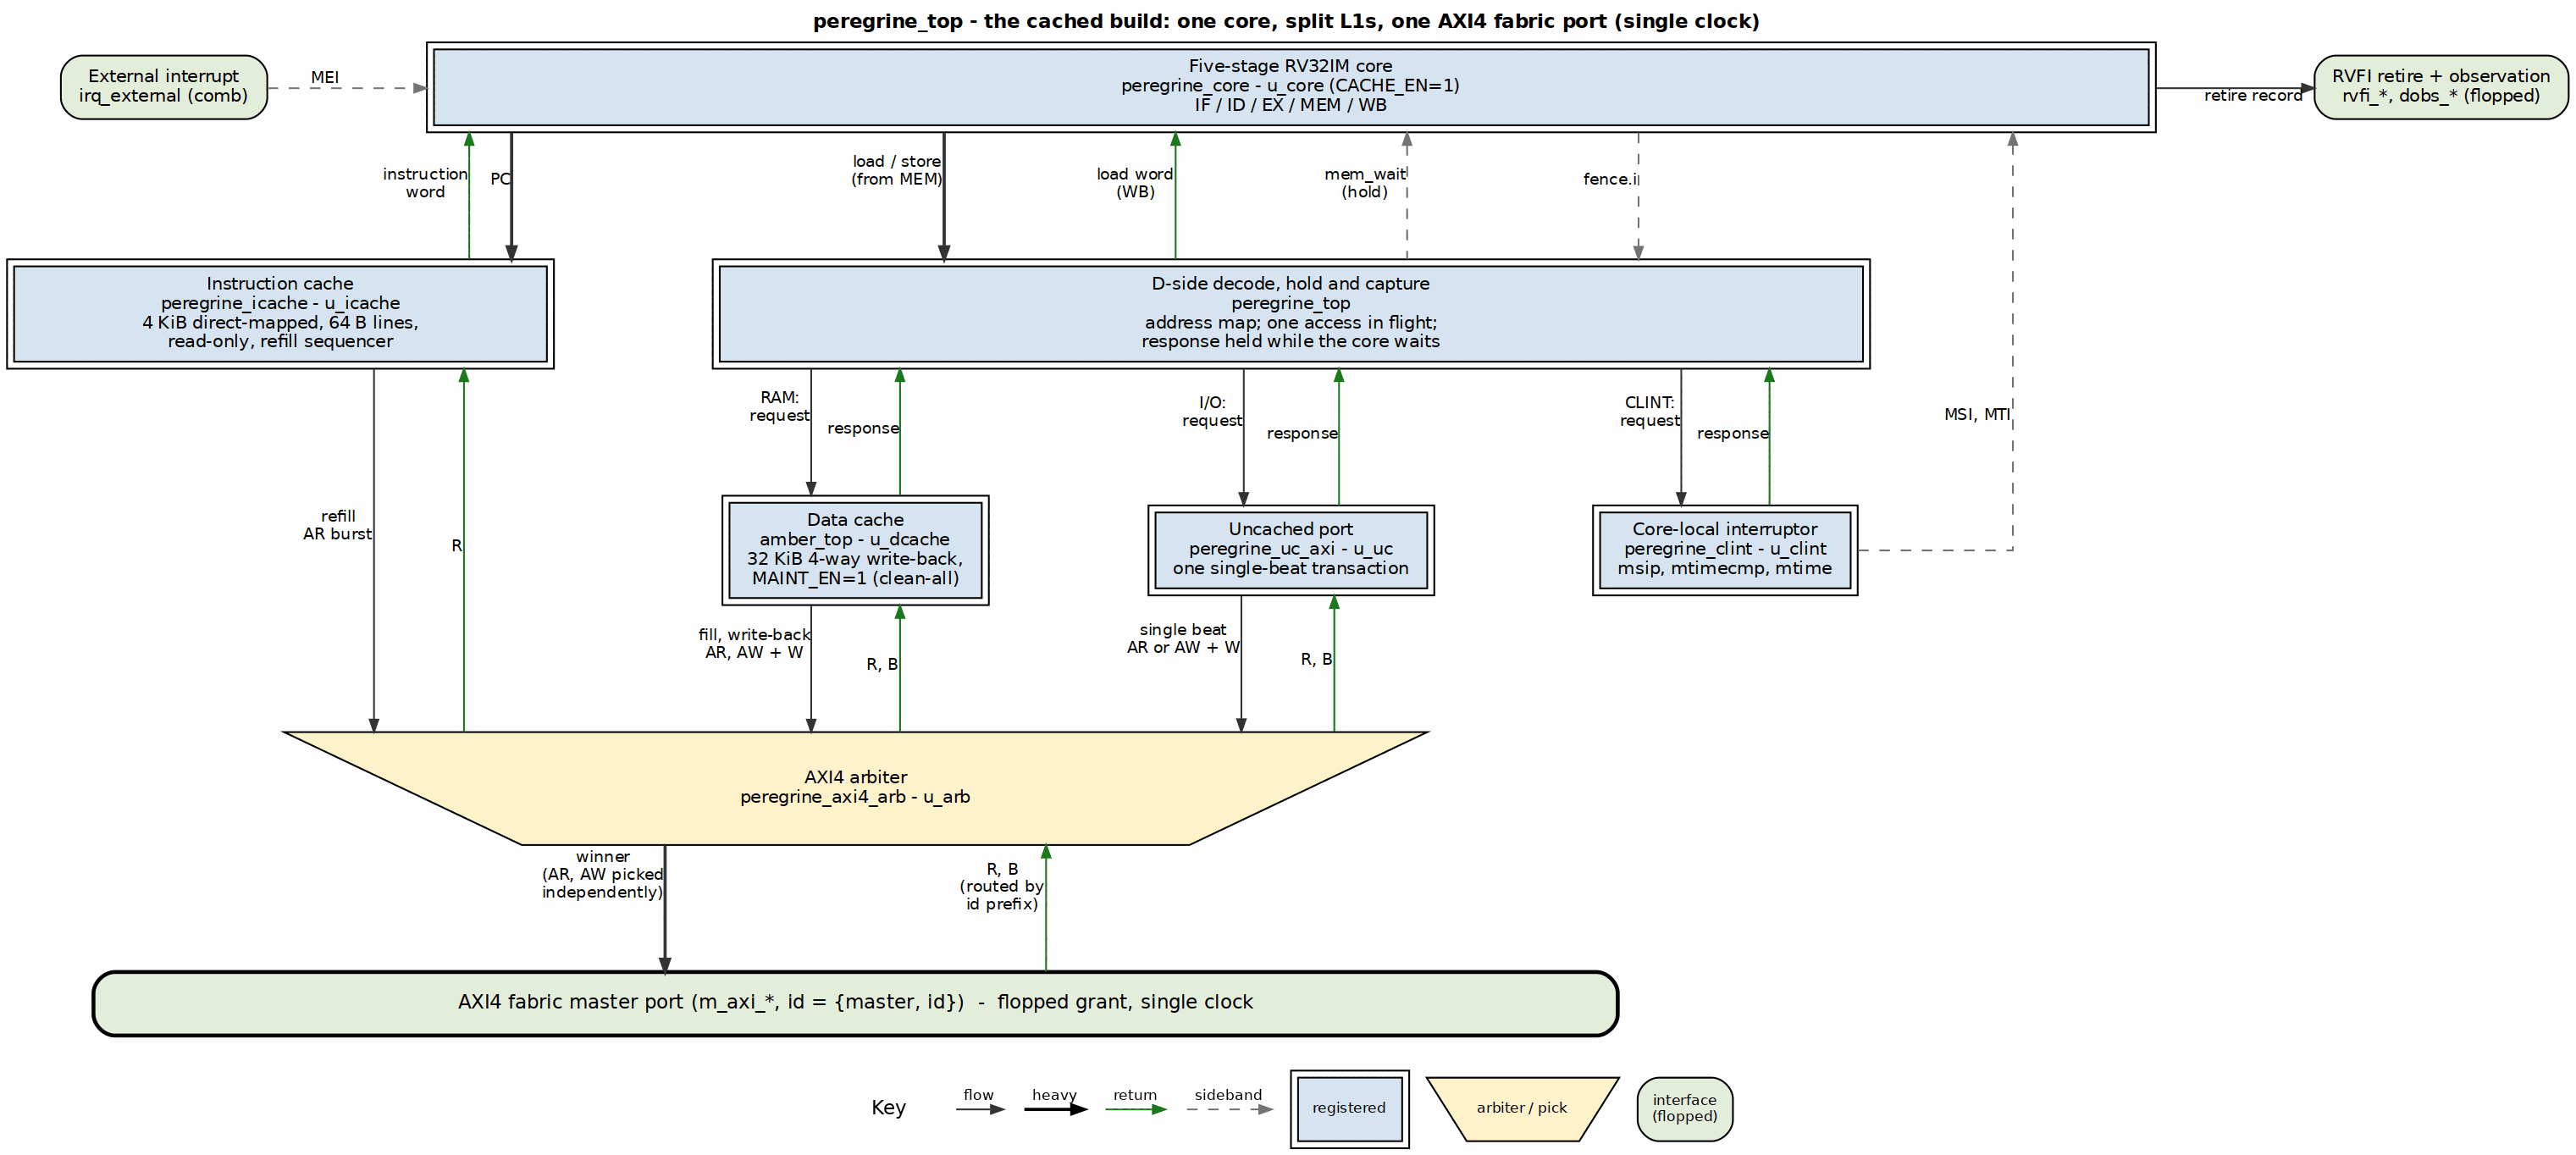 peregrine_top - the cached build: one core, split L1s, one AXI4 fabric port (single clock)
External interrupt
irq_external (comb)
MEI
Five-stage RV32IM core
peregrine_core - u_core (CACHE_EN=1)
IF / ID / EX / MEM / WB
retire record
RVFI retire + observation
rvfi_*, dobs_* (flopped)
instruction
word
PC
load / store
(from MEM)
load word
(WB)
mem_wait
(hold)
fence.i
Instruction cache
peregrine_icache - u_icache
4 KiB direct-mapped, 64 B lines,
read-only, refill sequencer
D-side decode, hold and capture
peregrine_top
address map; one access in flight;
response held while the core waits
RAM:
request
response
I/O:
request
response
CLINT:
request
response
MSI, MTI
refill
AR burst
R
Data cache
amber_top - u_dcache
32 KiB 4-way write-back,
MAINT_EN=1 (clean-all)
Uncached port
peregrine_uc_axi - u_uc
one single-beat transaction
Core-local interruptor
peregrine_clint - u_clint
msip, mtimecmp, mtime
fill, write-back
AR, AW + W
R, B
single beat
AR or AW + W
R, B
AXI4 arbiter
peregrine_axi4_arb - u_arb
winner
(AR, AW picked
independently)
R, B
(routed by
id prefix)
AXI4 fabric master port (m_axi_*, id = {master, id})  -  flopped grant, single clock
Key
flow
heavy
return
sideband
registered
arbiter / pick
interface
(flopped)